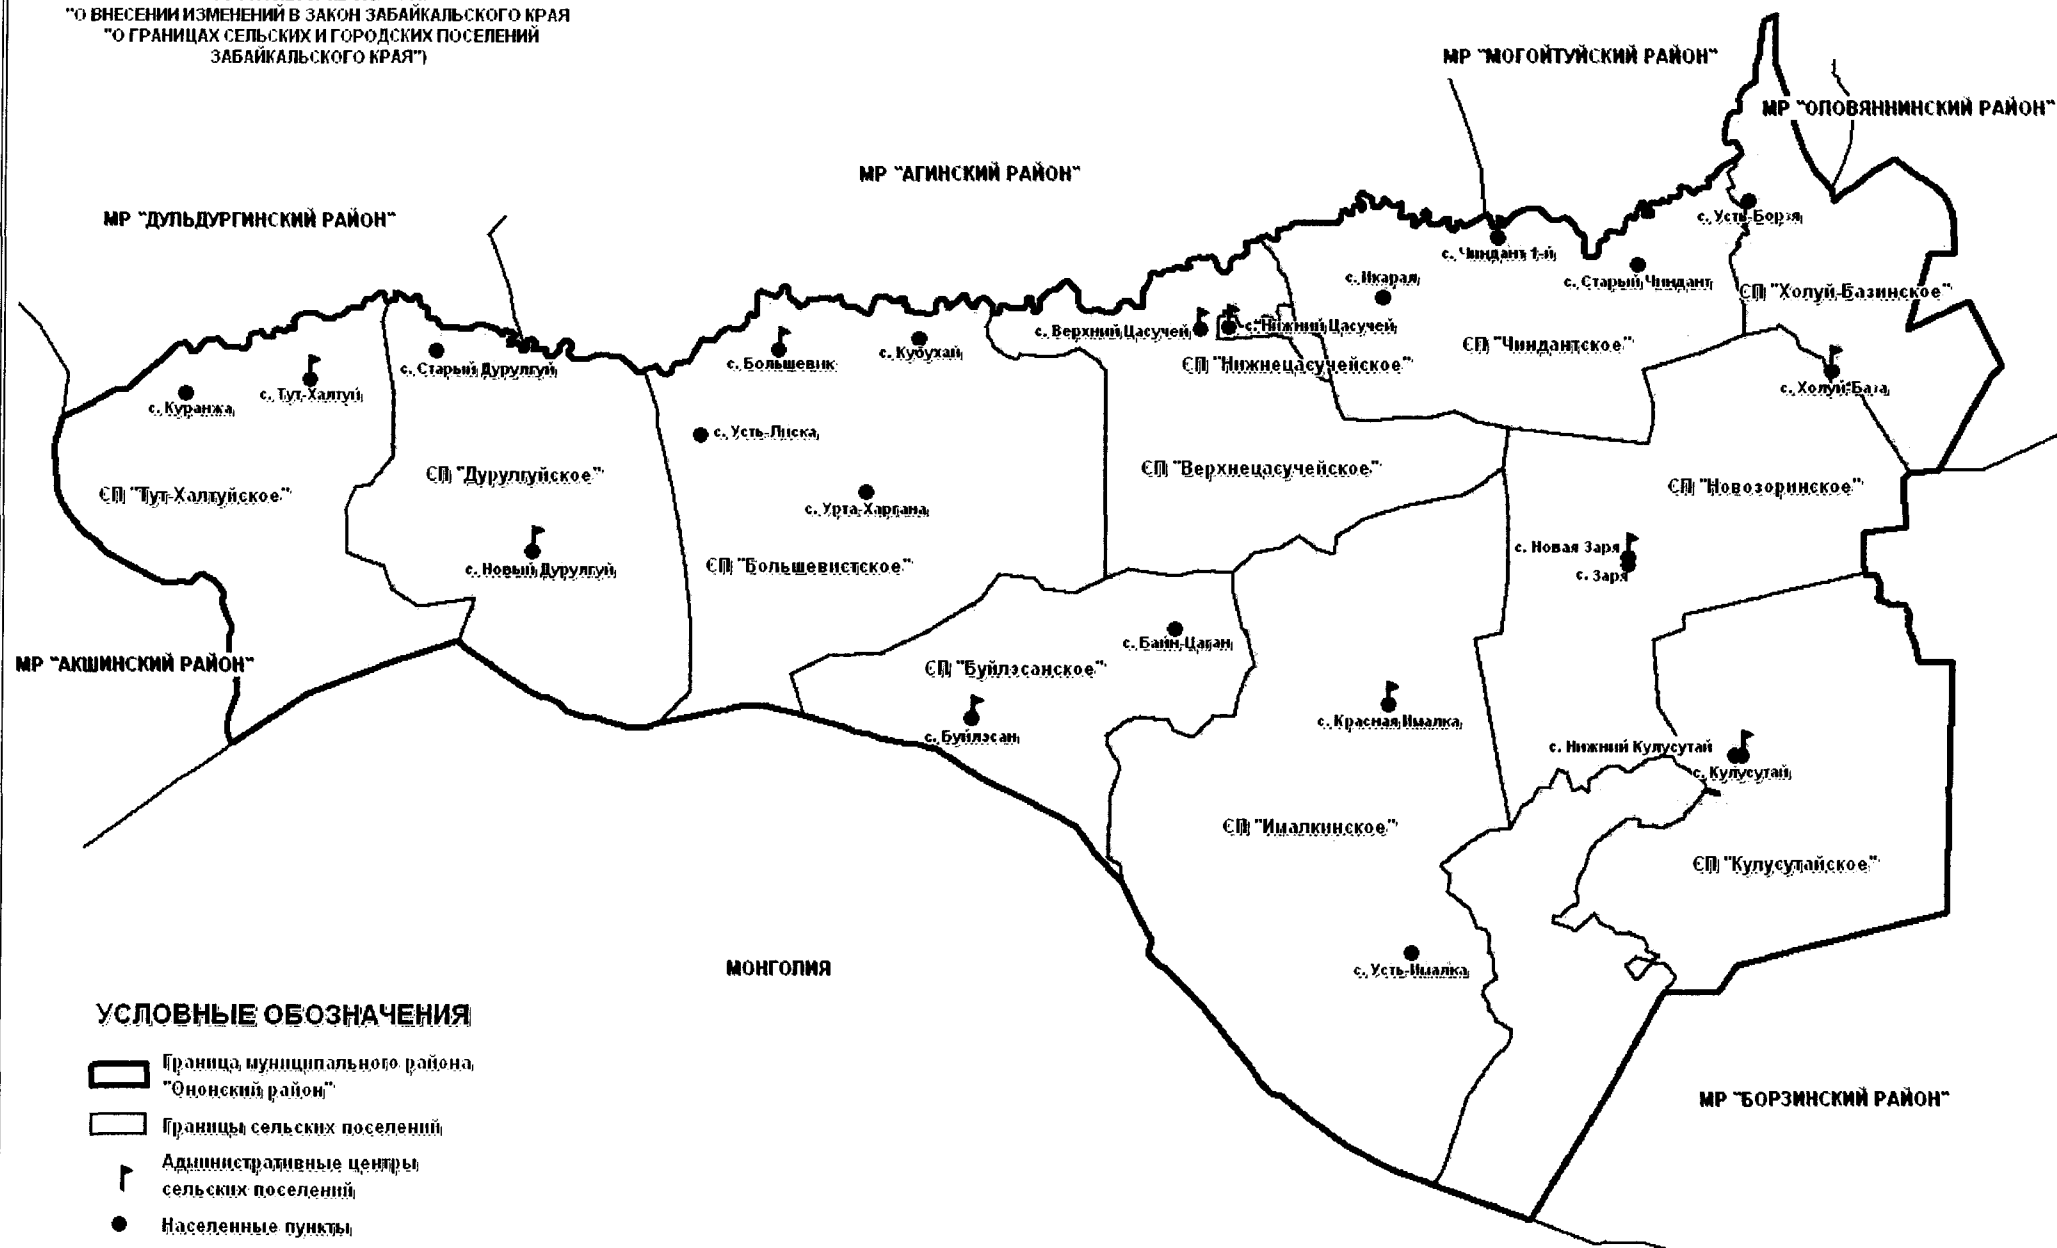 "О ВНЕСЕНИИ ИЗМЕНЕНИЙ В ЗАКОН ЗАБАЙКАЛЬСКОГО КРАЯ
"О ГРАНИЦАХ СЕЛЬСКИХ И ГОРОДСКИХ ПОСЕЛЕНИЙ
ЗАБАЙКАЛЬСКОГО КРАЯ")
МР "МОГОЙТУЙСКИЙ РАЙОН"
МР "ОЛОВЯННИНСКИЙ РАЙОН"
МР "АГИНСКИЙ РАЙОН"
МР "ДУЛЬДУРГИНСКИЙ РАЙОН"
с. Усть-Борзя
с. Чиндант 1-й
с. Икарал
с. Старый Чиндант
СП "Холуй-Базинское"
с. Верхний Цасучей
с. Нижний Цасучей
СП "Чиндантское"
с. Кубухай
с. Большевик
СП "Нижнецасучейское"
с. Старый Дурулгуй
с. Холуй-База
с. Тут-Халтуй
с. Куранжа
с. Усть-Лиска
СП "Верхнецасучейское"
СП "Дурулгуйское"
СП "Новозоринское"
СП "Тут-Халтуйское"
с. Урта-Харгана
с. Новая Заря
с. Заря
СП "Большевистское"
с. Новый Дурулгуй
с. Байн-Цаган
МР "АКШИНСКИЙ РАЙОН"
СП "Буйлэсанское"
с. Красная Ималка
с. Буйлэсан
с. Нижний Кулусутай
с. Кулусутай
СП "Ималкинское"
СП "Кулусутайское"
МОНГОЛИЯ
с. Усть-Ималка
УСЛОВНЫЕ ОБОЗНАЧЕНИЯ
Граница муниципального района
"Ононский район"
МР "БОРЗИНСКИЙ РАЙОН"
Границы сельских поселений
Административные центры
сельских поселений
Населенные пункты